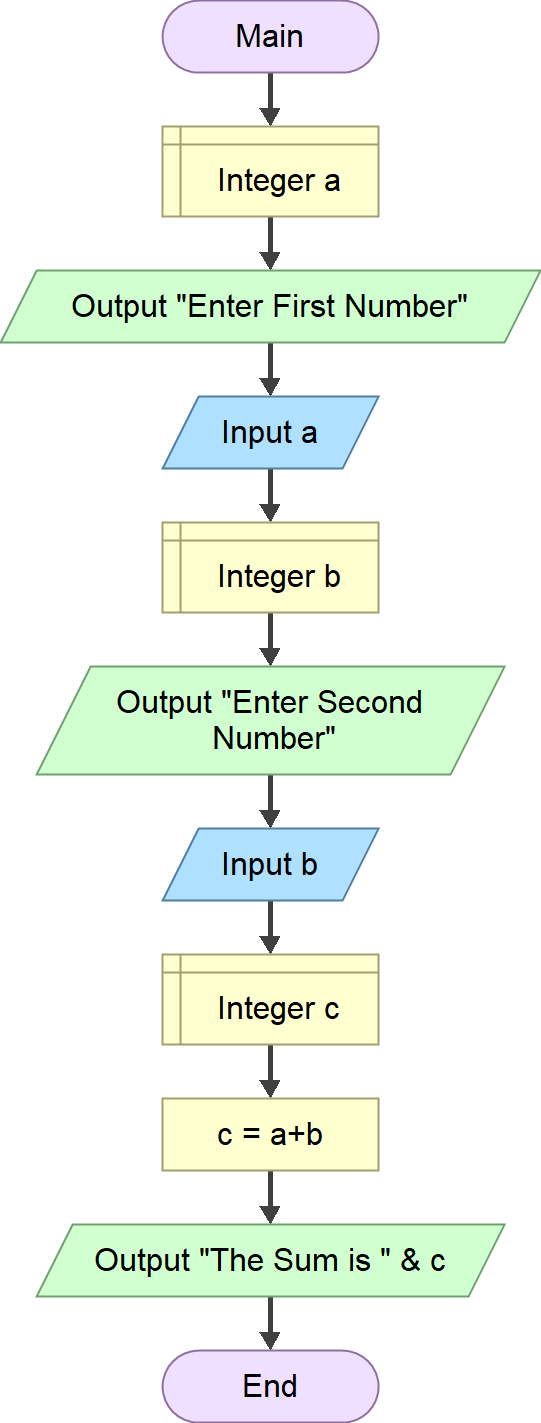 Main
Integer a
Output "Enter First Number"
Input a
Integer b
Output "Enter Second
Number"
Input b
Integer c
c = a+b
Output "The Sum is " & c
End